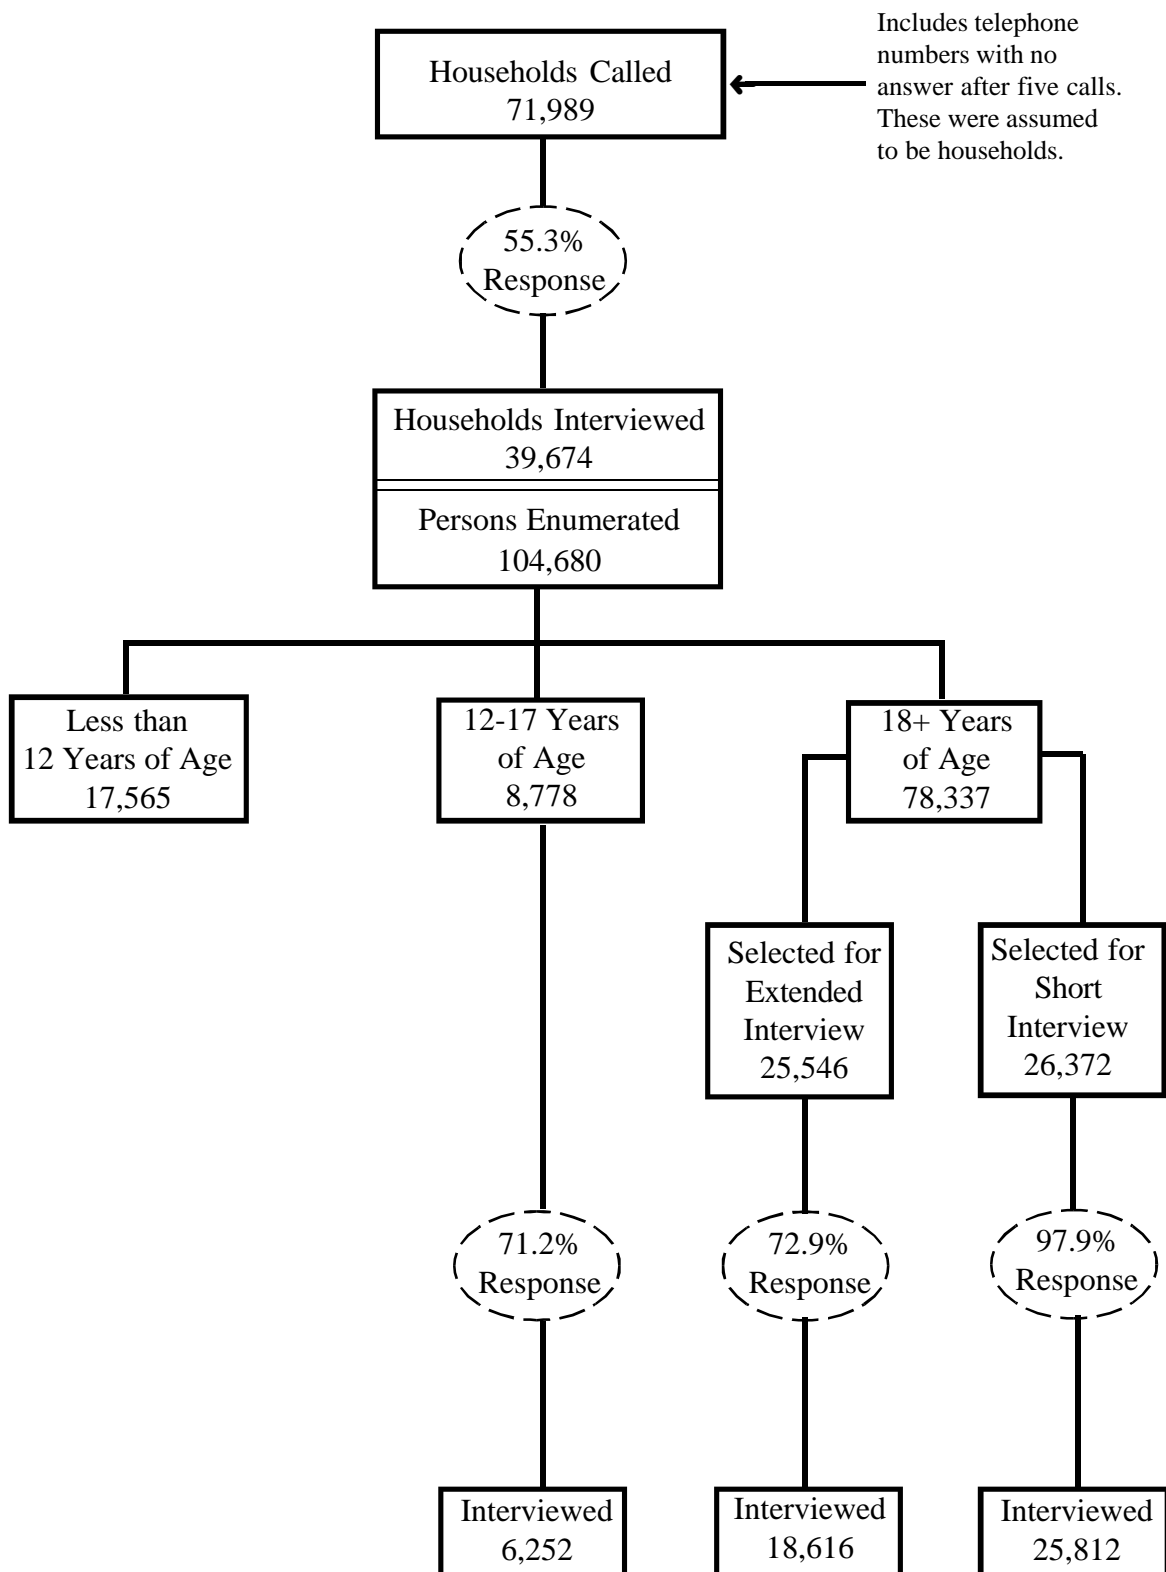 Includes telephone
numbers with no
answer after five calls.
These were assumed
to be households.
Households Called
71,989
55.3%
Response
Households Interviewed
39,674
Persons Enumerated
104,680
Less than
12 Years of Age
17,565
12-17 Years
of Age
8,778
18+ Years
of Age
78,337
Selected for
Extended
Interview
25,546
Selected for
Short
Interview
26,372
71.2%
Response
72.9%
Response
97.9%
Response
Interviewed
6,252
Interviewed
18,616
Interviewed
25,812